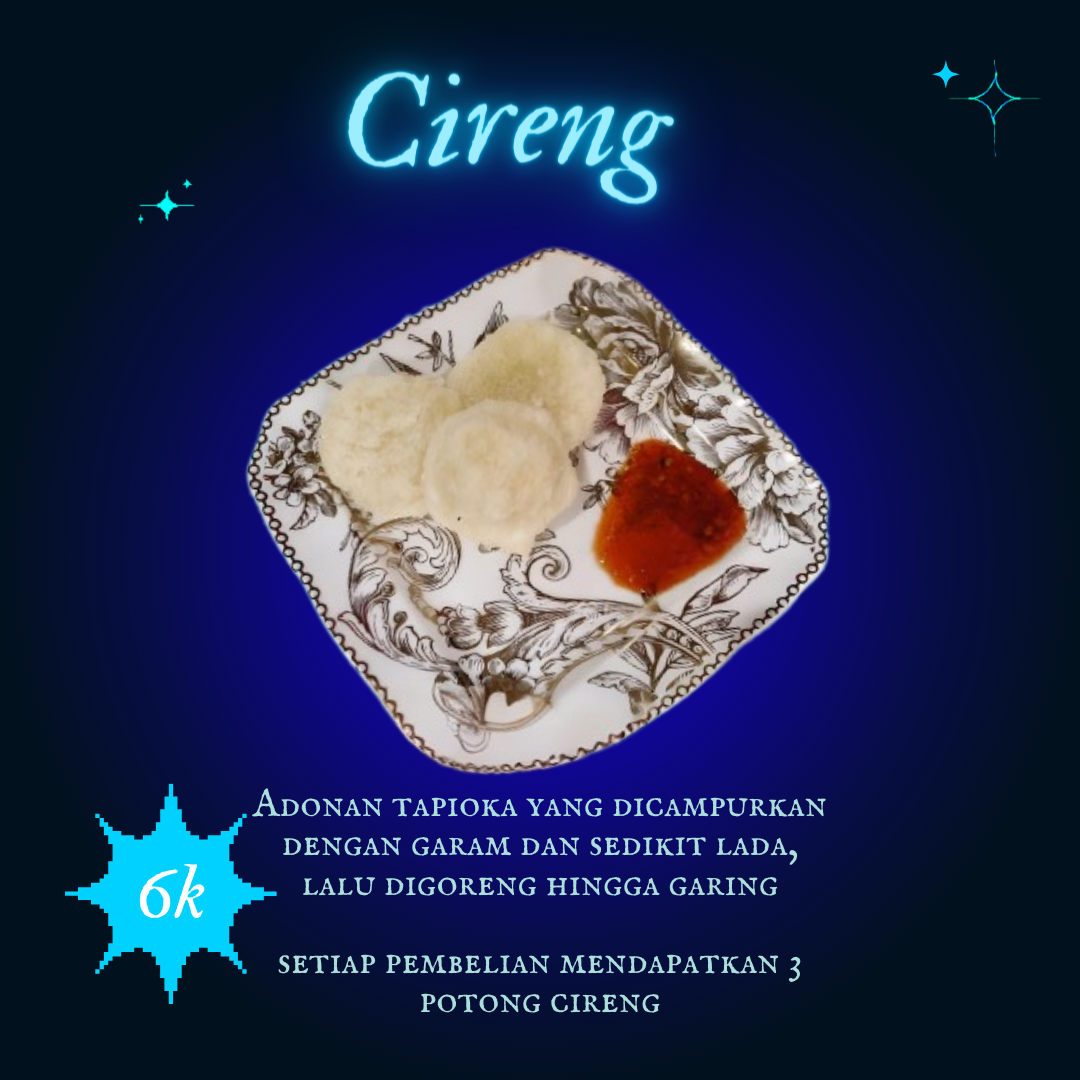 Cireng
Adonan tapioka yang dicampurkan
dengan garam dan sedikit lada,
lalu digoreng hingga garing
6k
setiap pembelian mendapatkan 3
potong cireng